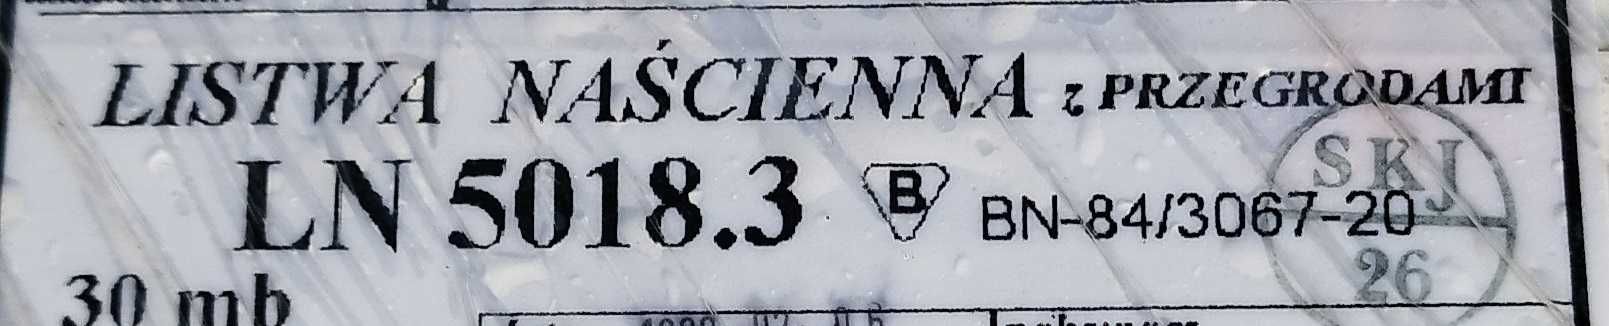 LISTWA NAŚCIENNA z PRZEGRODAMI
LN 5018.3 B BN-84/3067-20
SKJ
26
30 mb